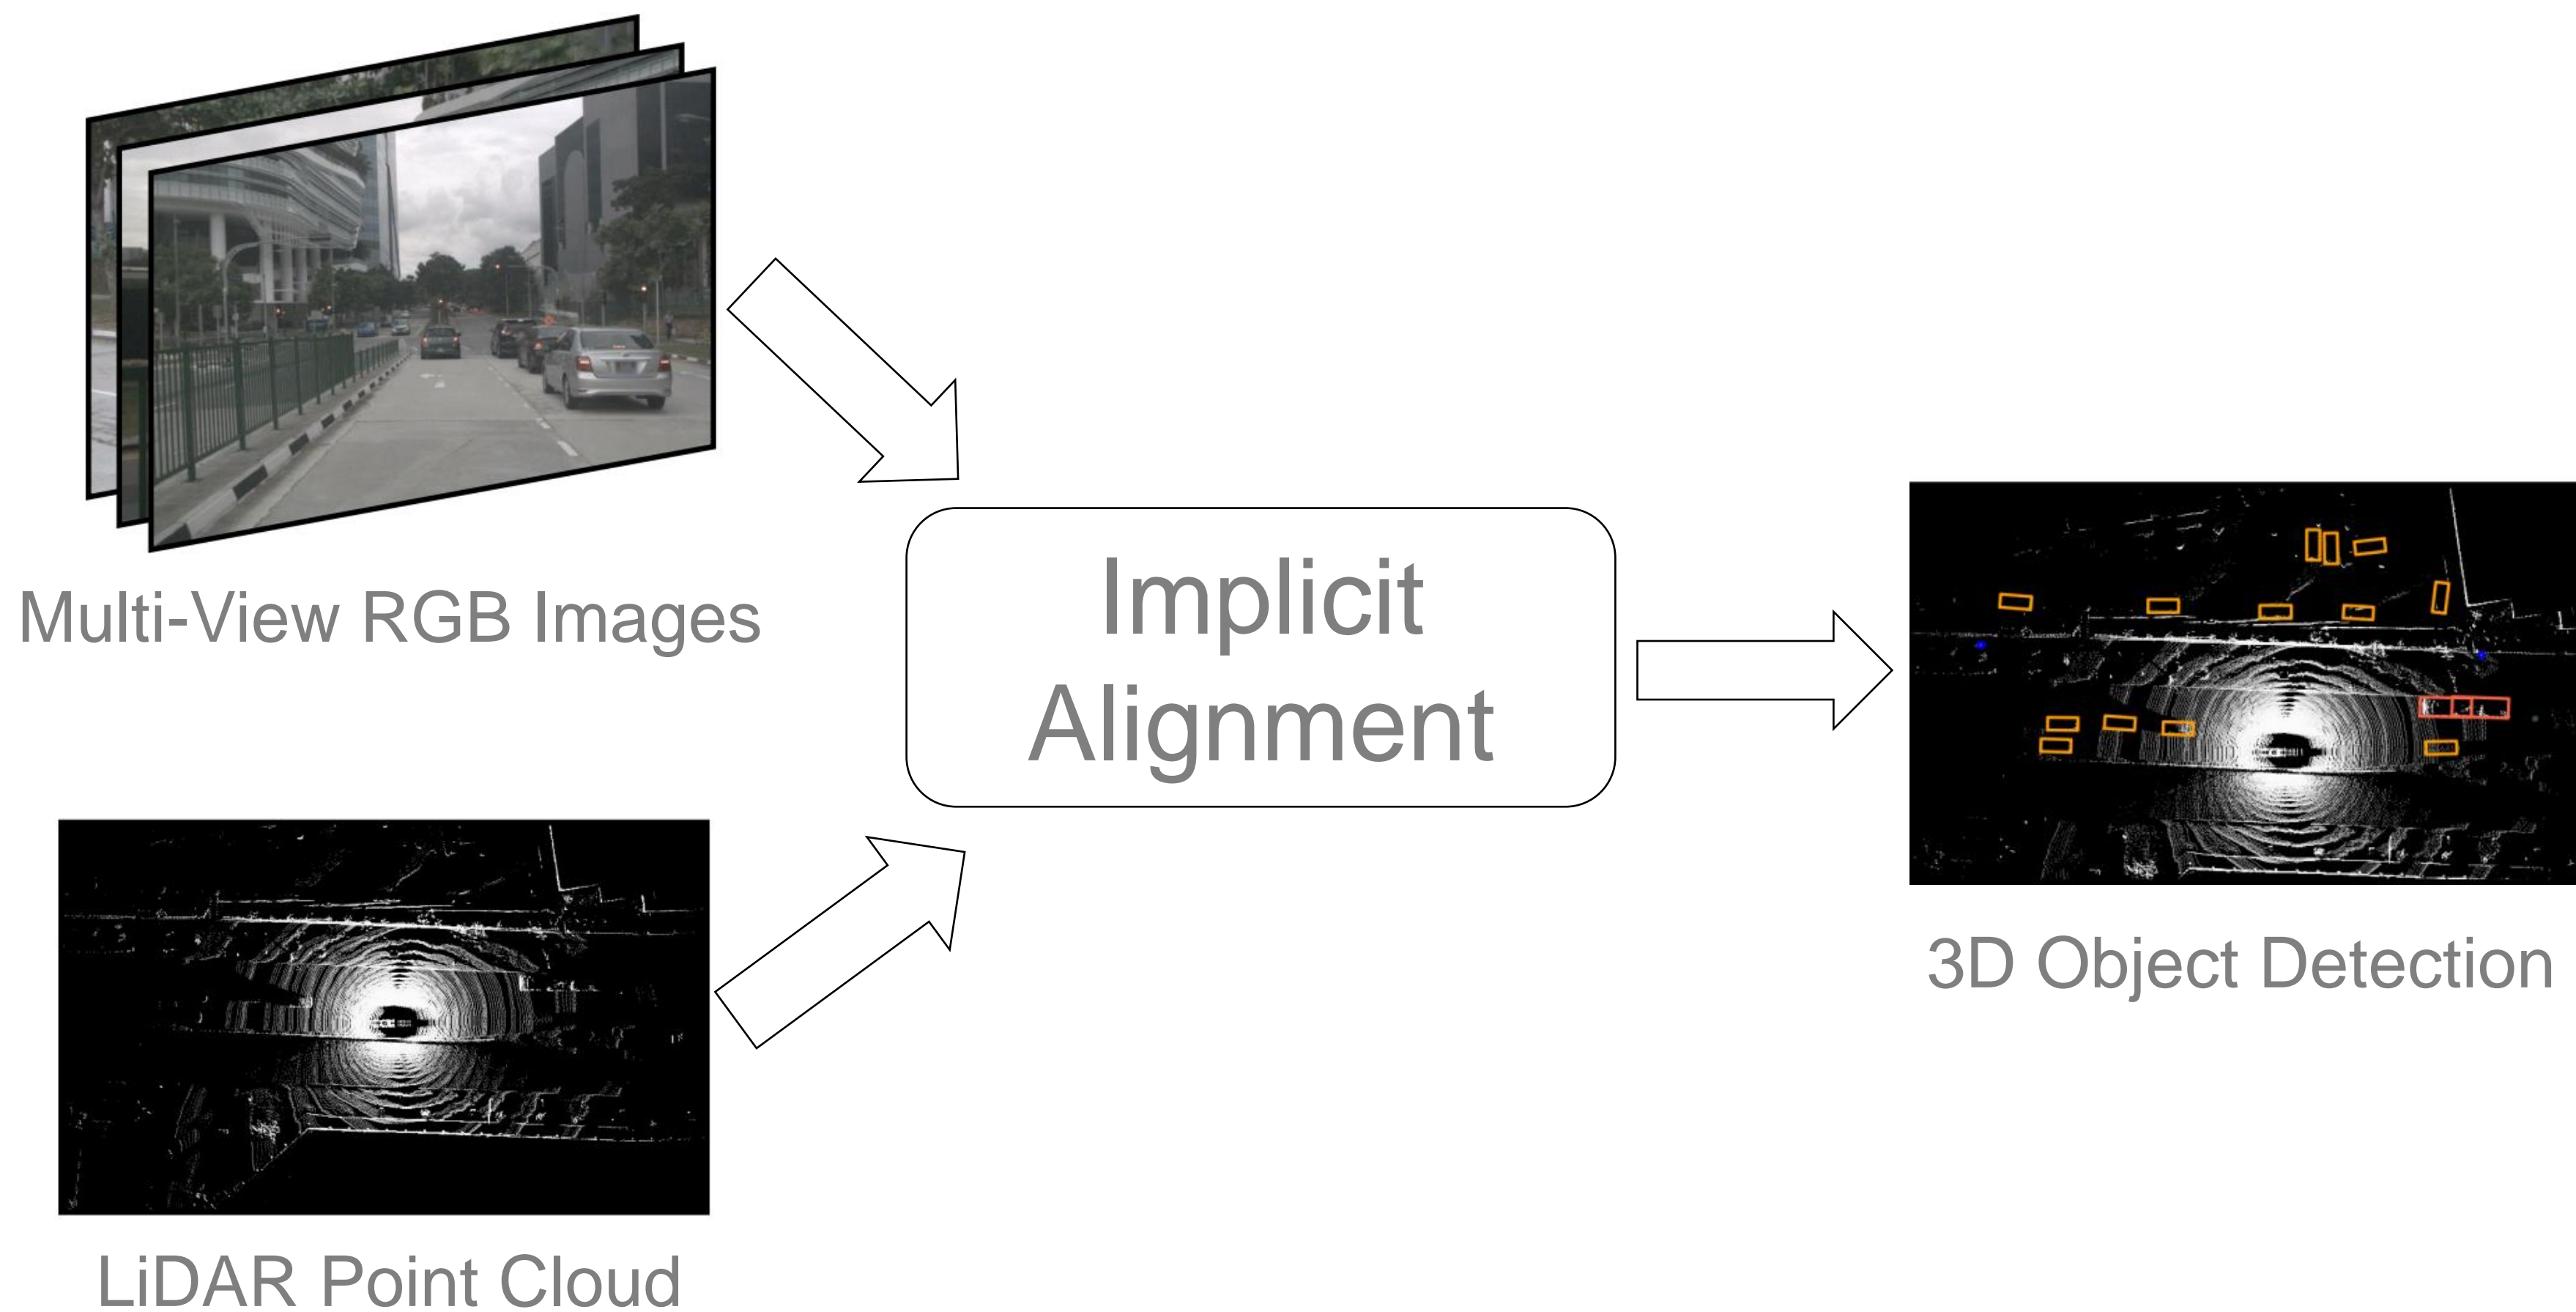 Multi-View RGB Images
Implicit
Alignment
LiDAR Point Cloud
3D Object Detection